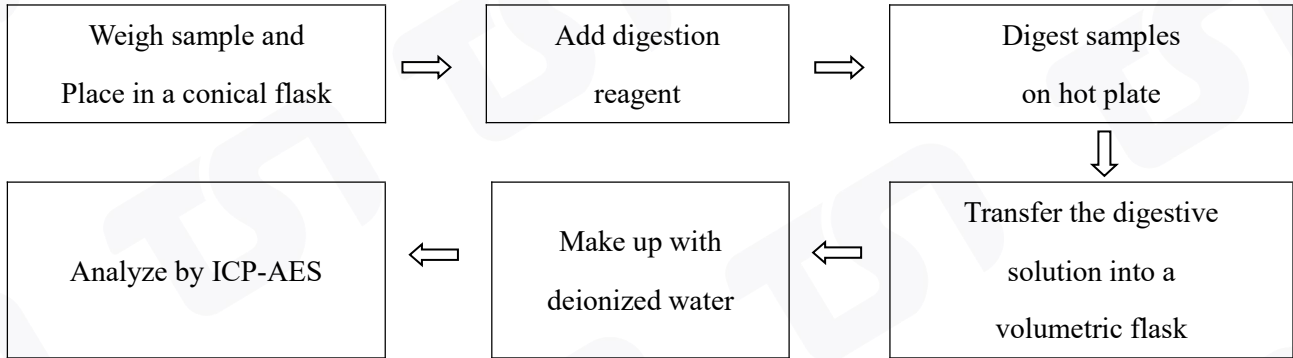 Weigh sample and
Place in a conical flask
Add digestion
reagent
Digest samples
on hot plate
Transfer the digestive
solution into a
volumetric flask
Make up with
deionized water
Analyze by ICP-AES